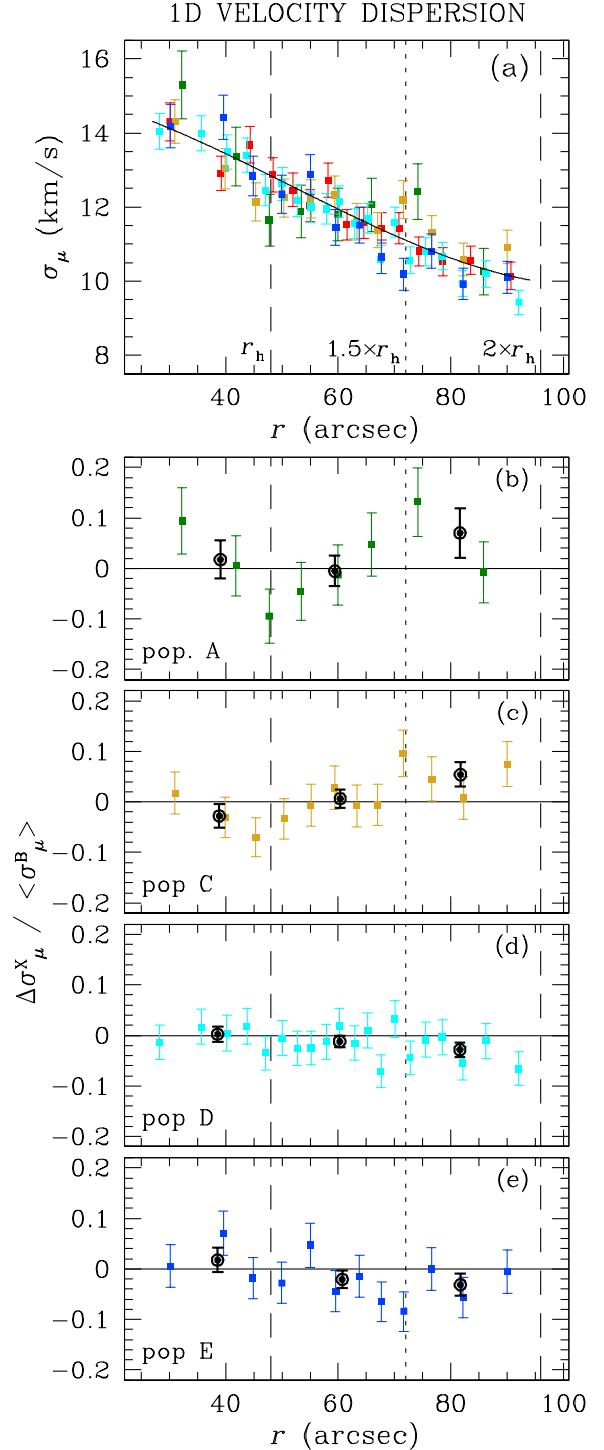 1D VELOCITY DISPERSION
(a)
16
14
12
10
8
σμ (km/s)
rh
1.5×rh
2×rh
40
60
80
100
r (arcsec)
(b)
0.2
0.1
0
−0.1
−0.2
pop. A
(c)
0.2
0.1
0
−0.1
−0.2
pop C
Δσμ^X / <σμ^B>
(d)
0.2
0.1
0
−0.1
−0.2
pop D
(e)
0.2
0.1
0
−0.1
−0.2
pop E
40
60
80
100
r (arcsec)